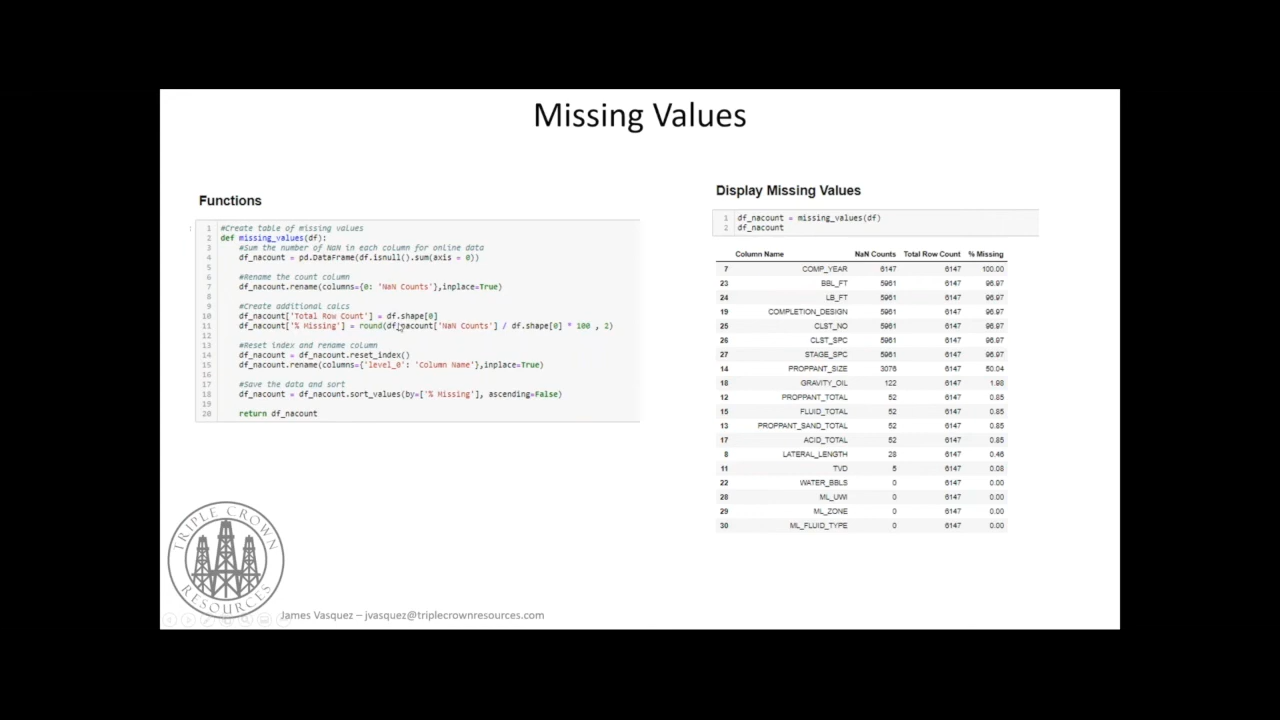 Missing Values
Functions
1 #Create table of missing values
2 def missing_values(df):
3 #Sum the number of NaN in each column for online data
4 df_nacount = pd.DataFrame(df.isnull().sum(axis = 0))
5
6 #Rename the count column
7 df_nacount.rename(columns={0: 'NaN Counts'},inplace=True)
8
9 #Create additional calcs
10 df_nacount['Total Row Count'] = df.shape[0]
11 df_nacount['% Missing'] = round(df_nacount['NaN Counts'] / df.shape[0] * 100 , 2)
12
13 #Reset index and rename column
14 df_nacount = df_nacount.reset_index()
15 df_nacount.rename(columns={'level_0': 'Column Name'},inplace=True)
16
17 #Save the data and sort
18 df_nacount = df_nacount.sort_values(by=['% Missing'], ascending=False)
19
20 return df_nacount
Display Missing Values
1 df_nacount = missing_values(df)
2 df_nacount
Column Name NaN Counts Total Row Count % Missing
7 COMP_YEAR 6147 6147 100.00
23 BBL_FT 5961 6147 96.97
24 LB_FT 5961 6147 96.97
19 COMPLETION_DESIGN 5961 6147 96.97
25 CLST_NO 5961 6147 96.97
26 CLST_SPC 5961 6147 96.97
27 STAGE_SPC 5961 6147 96.97
14 PROPPANT_SIZE 3076 6147 50.04
18 GRAVITY_OIL 122 6147 1.98
12 PROPPANT_TOTAL 52 6147 0.85
15 FLUID_TOTAL 52 6147 0.85
13 PROPPANT_SAND_TOTAL 52 6147 0.85
17 ACID_TOTAL 52 6147 0.85
8 LATERAL_LENGTH 28 6147 0.46
11 TVD 5 6147 0.08
22 WATER_BBLS 0 6147 0.00
28 ML_UWI 0 6147 0.00
29 ML_ZONE 0 6147 0.00
30 ML_FLUID_TYPE 0 6147 0.00
TRIPLE CROWN
RESOURCES
James Vasquez – jvasquez@triplecrownresources.com